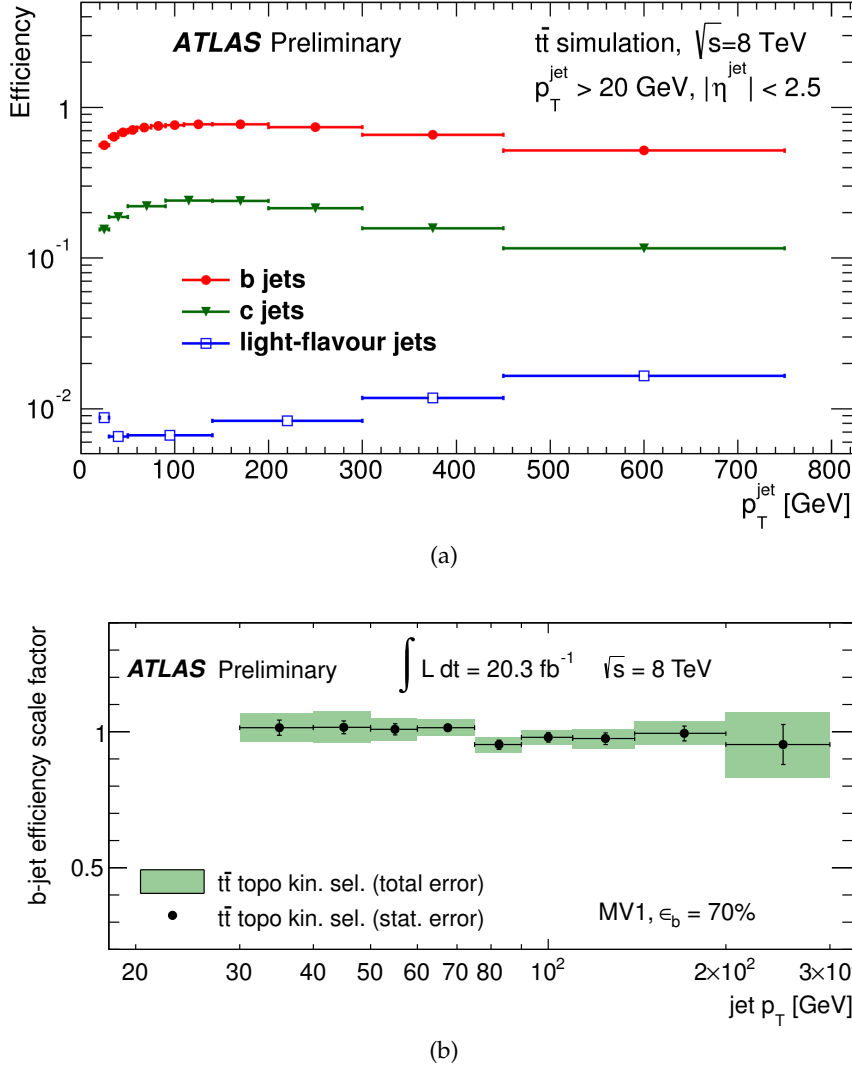 ATLAS Preliminary
tt̄ simulation, √s=8 TeV
p_T^jet > 20 GeV, |η^jet| < 2.5
Efficiency
1
10⁻¹
10⁻²
b jets
c jets
light-flavour jets
0 100 200 300 400 500 600 700 800
p_T^jet [GeV]
(a)
ATLAS Preliminary
∫ L dt = 20.3 fb⁻¹ √s = 8 TeV
b-jet efficiency scale factor
1
0.5
tt̄ topo kin. sel. (total error)
tt̄ topo kin. sel. (stat. error)
MV1, ε_b = 70%
20 30 40 50 60 70 80 10² 2×10² 3×10
jet p_T [GeV]
(b)